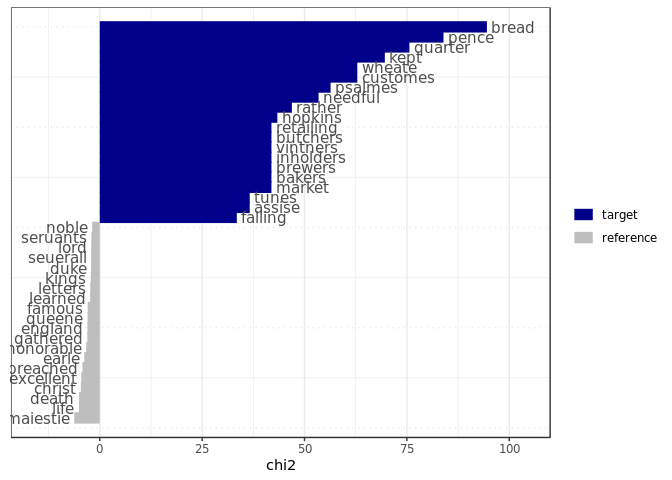 bread
pence
quarter
kept
wheate
customes
psalmes
needful
rather
hopkins
retailing
butchers
vintners
inholders
brewers
bakers
market
tunes
assise
falling
noble
seruants
lord
seuerall
duke
kings
letters
learned
famous
queene
england
gathered
honorable
earle
preached
excellent
christ
death
life
maiestie
target
reference
0 25 50 75 100
chi2